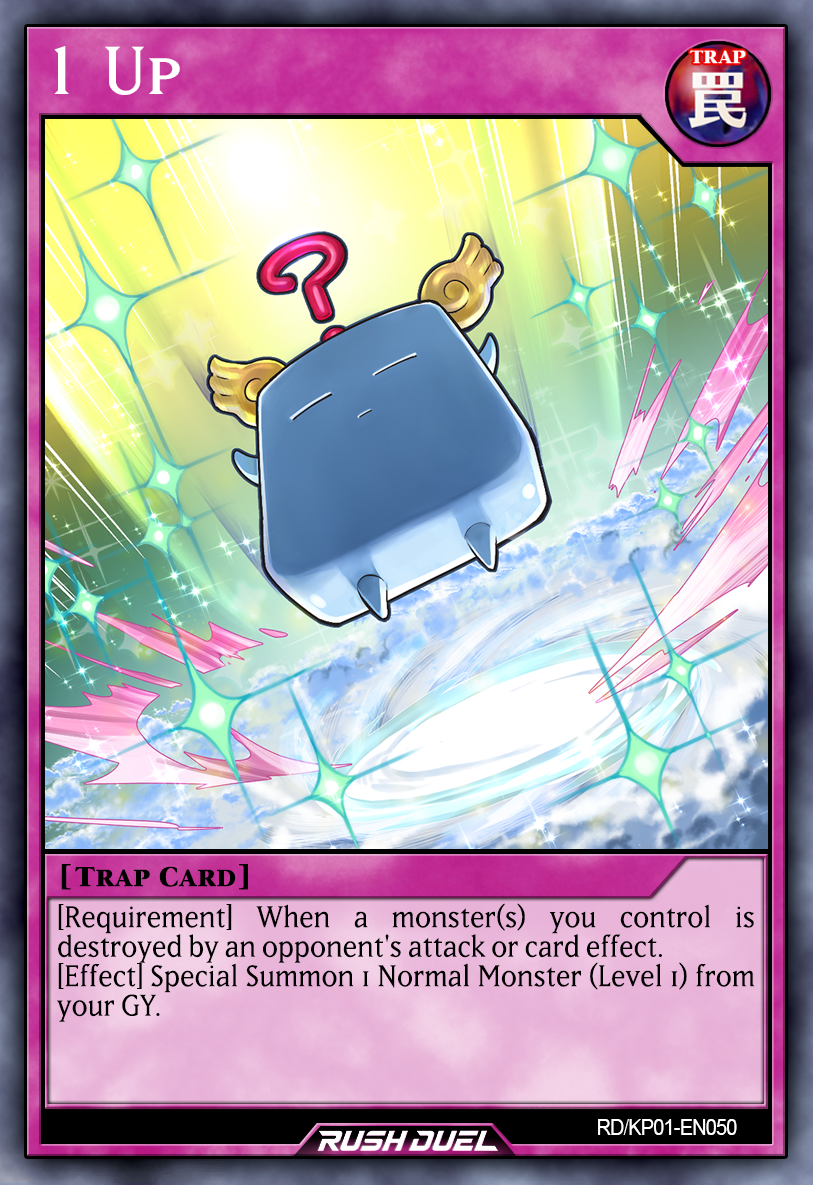 1 Up
TRAP
罠
[Trap Card]
[Requirement] When a monster(s) you control is
destroyed by an opponent's attack or card effect.
[Effect] Special Summon 1 Normal Monster (Level 1) from
your GY.
RD/KP01-EN050
RUSH DUEL